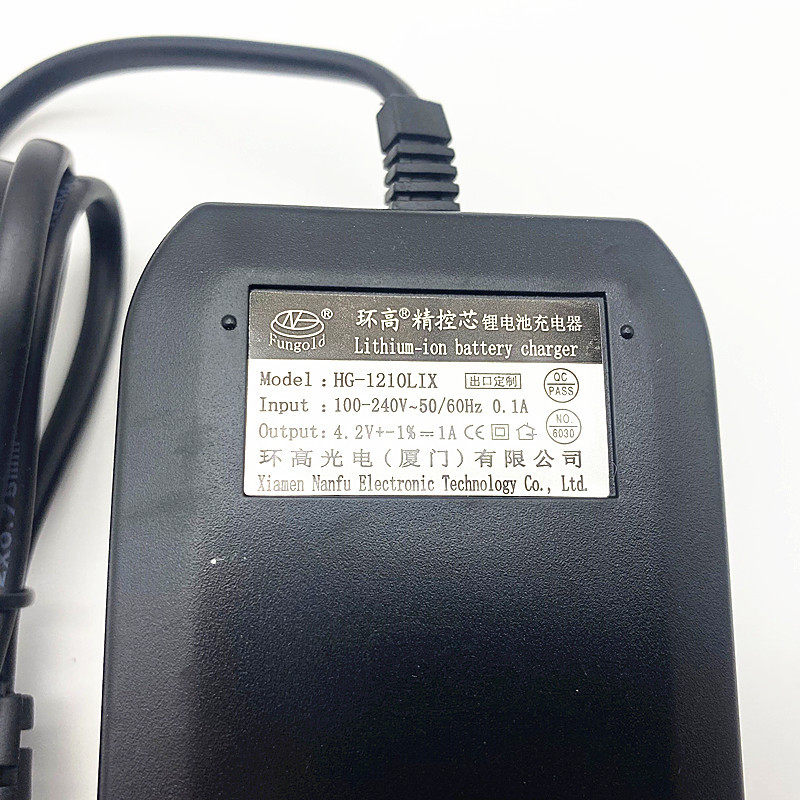 Fungold ®
环高®精控芯锂电池充电器
Lithium-ion battery charger
Model : HG-1210LIX 出口定制 QC PASS
Input : 100-240V~50/60Hz 0.1A
Output: 4.2V+-1%⎓1A CE NO. 6030
环高光电(厦门)有限公司
Xiamen Nanfu Electronic Technology Co., Ltd.